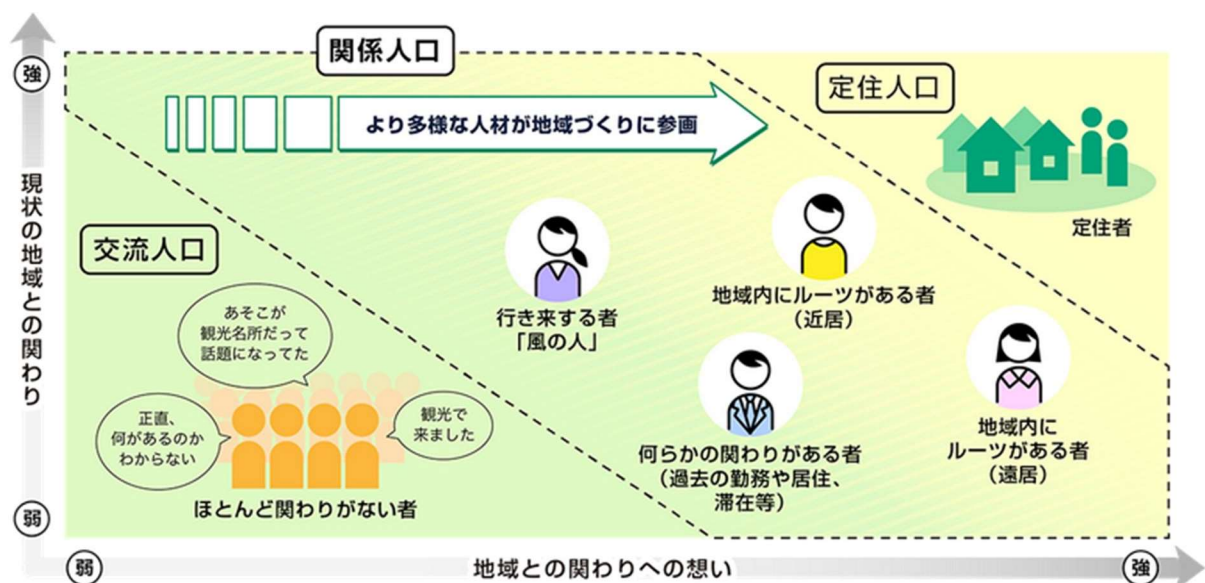 関係人口
強
定住人口
より多様な人材が地域づくりに参画
現状の地域との関わり
定住者
交流人口
あそこが
観光名所だって
話題になってた
行き来する者
「風の人」
地域内にルーツがある者
（近居）
正直、
何があるのか
わからない
観光で
来ました
ほとんど関わりがない者
何らかの関わりがある者
（過去の勤務や居住、
滞在等）
地域内に
ルーツがある者
（遠居）
弱
弱
地域との関わりへの想い
強